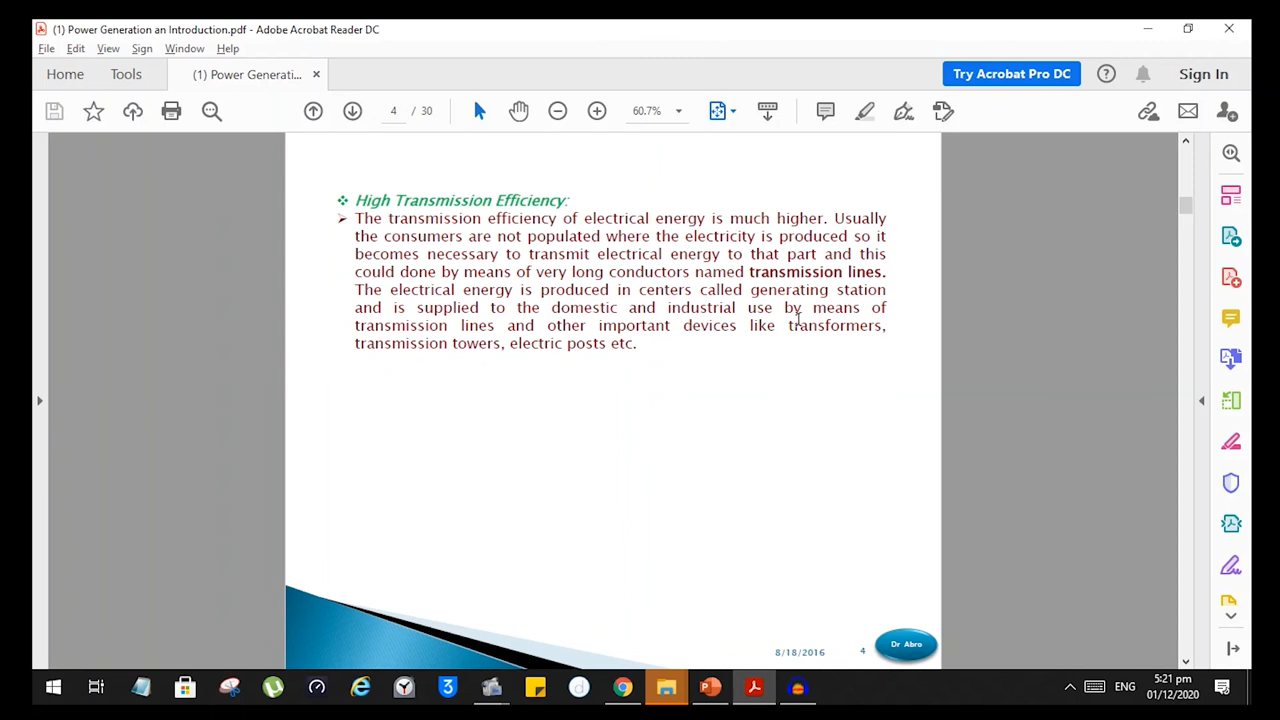 (1) Power Generation an Introduction.pdf - Adobe Acrobat Reader DC
File Edit View Sign Window Help
Home Tools (1) Power Generati... × Try Acrobat Pro DC Sign In
4 / 30 60.7%
❖ High Transmission Efficiency:
➢ The transmission efficiency of electrical energy is much higher. Usually
the consumers are not populated where the electricity is produced so it
becomes necessary to transmit electrical energy to that part and this
could done by means of very long conductors named transmission lines.
The electrical energy is produced in centers called generating station
and is supplied to the domestic and industrial use by means of
transmission lines and other important devices like transformers,
transmission towers, electric posts etc.
8/18/2016 4 Dr Abro
ENG 5:21 pm
01/12/2020